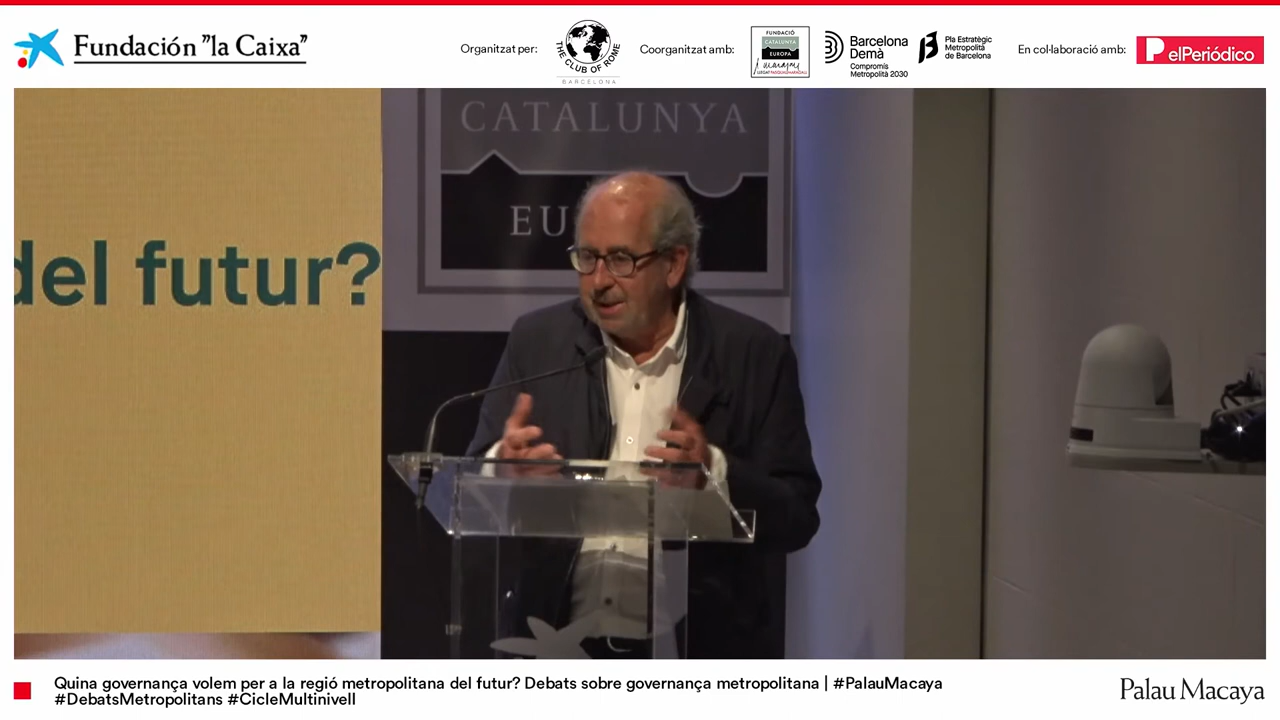 Fundación "la Caixa"
Organitzat per:
THE CLUB OF ROME
BARCELONA
Coorganitzat amb:
FUNDACIÓ
CATALUNYA
EUROPA
Barcelona
Demà
Compromís
Metropolità 2030
Pla Estratègic
Metropolità
de Barcelona
En col·laboració amb:
elPeriódico
CATALUNYA
EU
del futur?
Quina governança volem per a la regió metropolitana del futur? Debats sobre governança metropolitana | #PalauMacaya
#DebatsMetropolitans #CicleMultinivell
Palau Macaya